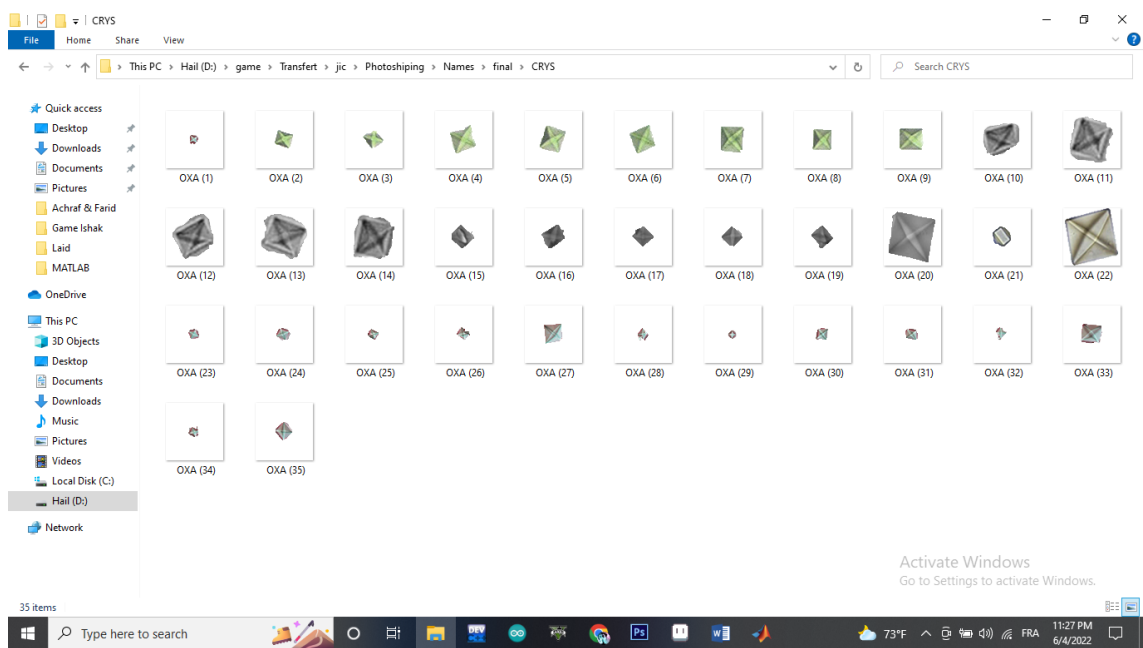 CRYS
File Home Share View
This PC > Hail (D:) > game > Transfert > jic > Photoshiping > Names > final > CRYS
Search CRYS
Quick access
Desktop
Downloads
Documents
Pictures
Achraf & Farid
Game Ishak
Laid
MATLAB
OneDrive
This PC
3D Objects
Desktop
Documents
Downloads
Music
Pictures
Videos
Local Disk (C:)
Hail (D:)
Network
OXA (1) OXA (2) OXA (3) OXA (4) OXA (5) OXA (6) OXA (7) OXA (8) OXA (9) OXA (10) OXA (11)
OXA (12) OXA (13) OXA (14) OXA (15) OXA (16) OXA (17) OXA (18) OXA (19) OXA (20) OXA (21) OXA (22)
OXA (23) OXA (24) OXA (25) OXA (26) OXA (27) OXA (28) OXA (29) OXA (30) OXA (31) OXA (32) OXA (33)
OXA (34) OXA (35)
Activate Windows
Go to Settings to activate Windows.
35 items
Type here to search
DEV
Ps
W
73°F
FRA
11:27 PM
6/4/2022